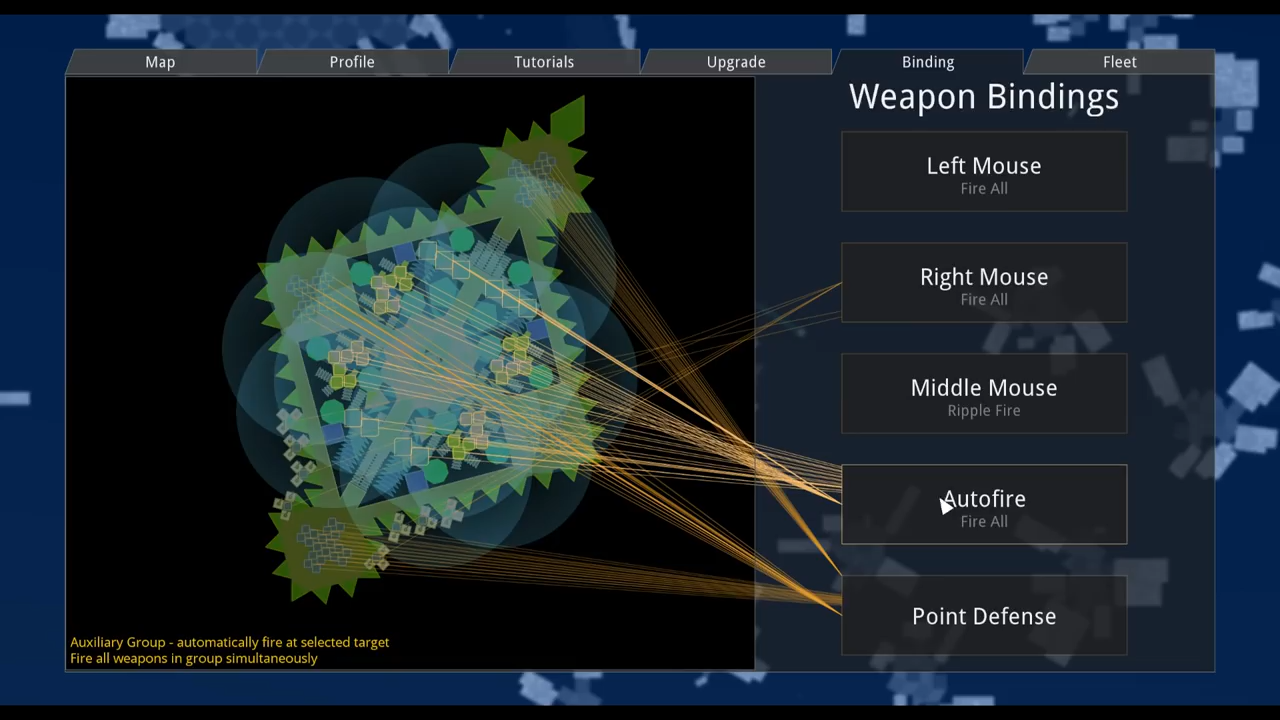 Map
Profile
Tutorials
Upgrade
Binding
Fleet
Weapon Bindings
Left Mouse
Fire All
Right Mouse
Fire All
Middle Mouse
Ripple Fire
Autofire
Fire All
Point Defense
Auxiliary Group - automatically fire at selected target
Fire all weapons in group simultaneously